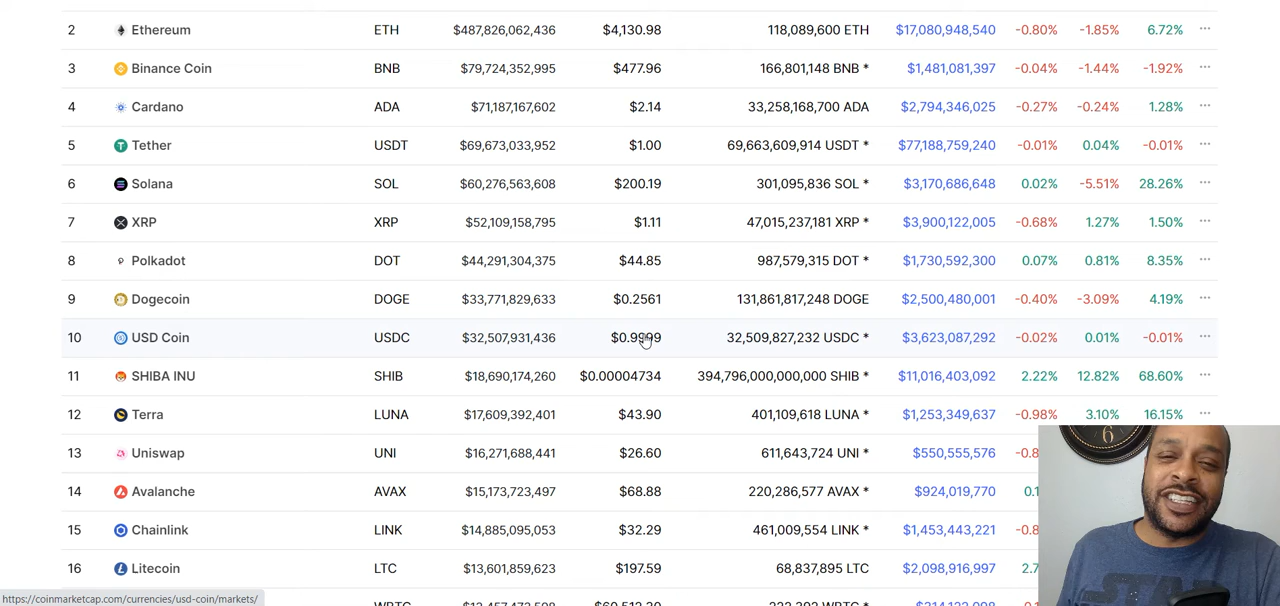 2 Ethereum ETH $487,826,062,436 $4,130.98 118,089,600 ETH $17,080,948,540 -0.80% -1.85% 6.72% ...
3 Binance Coin BNB $79,724,352,995 $477.96 166,801,148 BNB * $1,481,081,397 -0.04% -1.44% -1.92% ...
4 Cardano ADA $71,187,167,602 $2.14 33,258,168,700 ADA $2,794,346,025 -0.27% -0.24% 1.28% ...
5 Tether USDT $69,673,033,952 $1.00 69,663,609,914 USDT * $77,188,759,240 -0.01% 0.04% -0.01% ...
6 Solana SOL $60,276,563,608 $200.19 301,095,836 SOL * $3,170,686,648 0.02% -5.51% 28.26% ...
7 XRP XRP $52,109,158,795 $1.11 47,015,237,181 XRP * $3,900,122,005 -0.68% 1.27% 1.50% ...
8 Polkadot DOT $44,291,304,375 $44.85 987,579,315 DOT * $1,730,592,300 0.07% 0.81% 8.35% ...
9 Dogecoin DOGE $33,771,829,633 $0.2561 131,861,817,248 DOGE $2,500,480,001 -0.40% -3.09% 4.19% ...
10 USD Coin USDC $32,507,931,436 $0.9999 32,509,827,232 USDC * $3,623,087,292 -0.02% 0.01% -0.01% ...
11 SHIBA INU SHIB $18,690,174,260 $0.00004734 394,796,000,000,000 SHIB * $11,016,403,092 2.22% 12.82% 68.60% ...
12 Terra LUNA $17,609,392,401 $43.90 401,109,618 LUNA * $1,253,349,637 -0.98% 3.10% 16.15% ...
13 Uniswap UNI $16,271,688,441 $26.60 611,643,724 UNI * $550,555,576 -0.8
14 Avalanche AVAX $15,173,723,497 $68.88 220,286,577 AVAX * $924,019,770 0.1
15 Chainlink LINK $14,885,095,053 $32.29 461,009,554 LINK * $1,453,443,221 -0.8
16 Litecoin LTC $13,601,859,623 $197.59 68,837,895 LTC $2,098,916,997 2.7
https://coinmarketcap.com/currencies/usd-coin/markets/
6